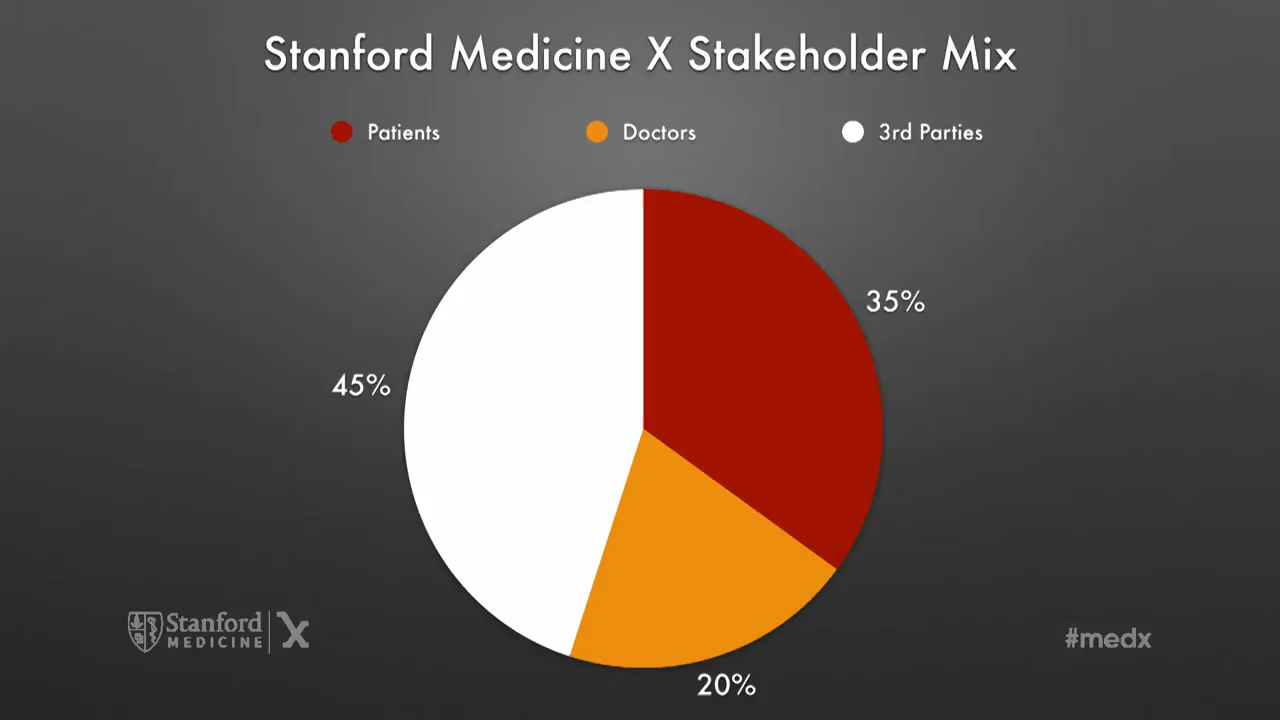 Stanford Medicine X Stakeholder Mix
Patients
Doctors
3rd Parties
35%
45%
Stanford
MEDICINE
X
#medx
20%